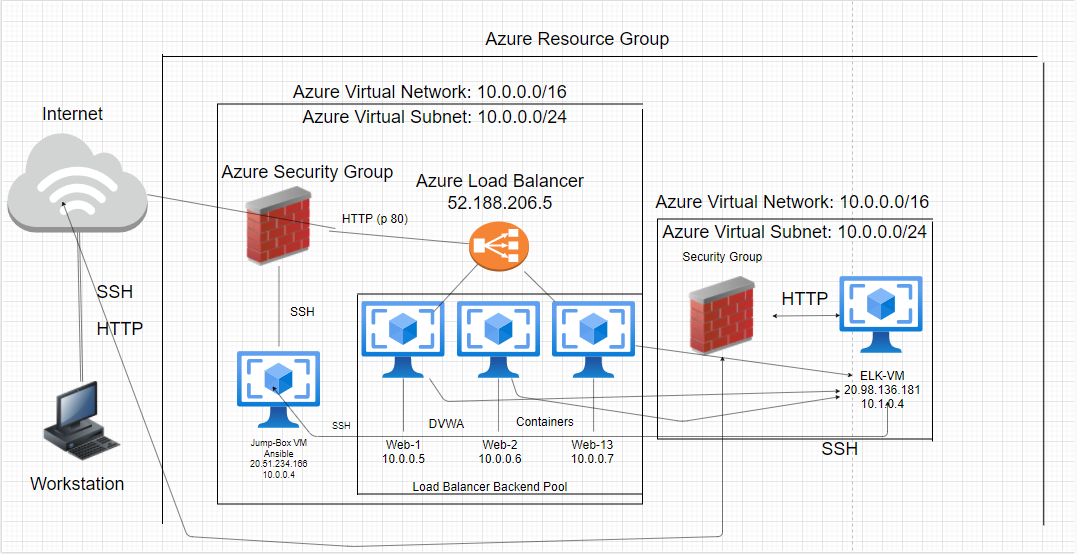 Azure Resource Group
Azure Virtual Network: 10.0.0.0/16
Azure Virtual Subnet: 10.0.0.0/24
Internet
Azure Security Group
Azure Load Balancer
52.188.206.5
HTTP (p 80)
Azure Virtual Network: 10.0.0.0/16
Azure Virtual Subnet: 10.0.0.0/24
Security Group
SSH
HTTP
SSH
HTTP
ELK-VM
20.98.136.181
10.1.0.4
SSH
DVWA
Containers
Jump-Box VM
Ansible
20.51.234.166
10.0.0.4
Web-1
10.0.0.5
Web-2
10.0.0.6
Web-13
10.0.0.7
SSH
Load Balancer Backend Pool
Workstation